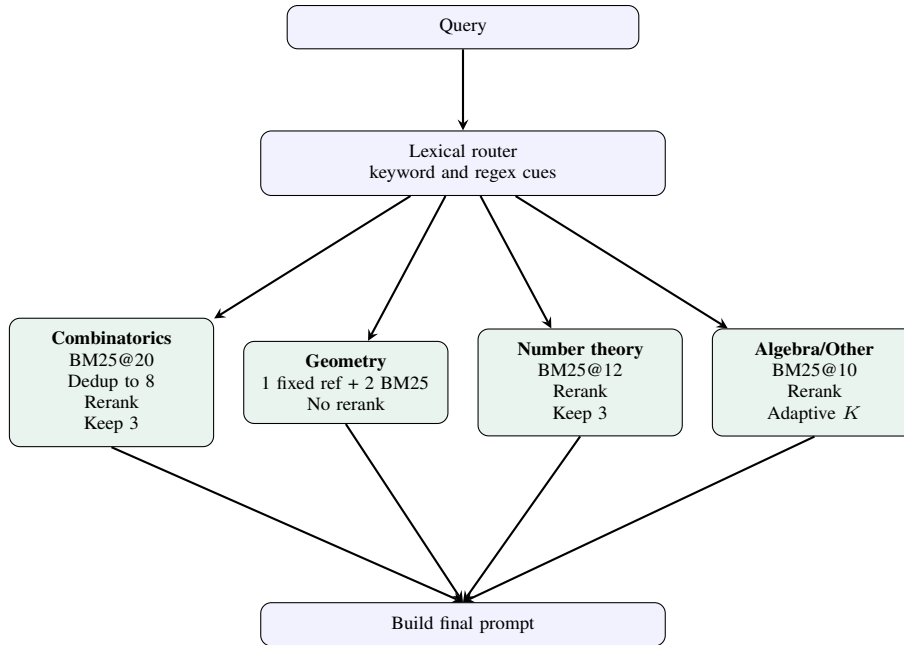 Query
Lexical router
keyword and regex cues
Combinatorics
BM25@20
Dedup to 8
Rerank
Keep 3
Geometry
1 fixed ref + 2 BM25
No rerank
Number theory
BM25@12
Rerank
Keep 3
Algebra/Other
BM25@10
Rerank
Adaptive K
Build final prompt